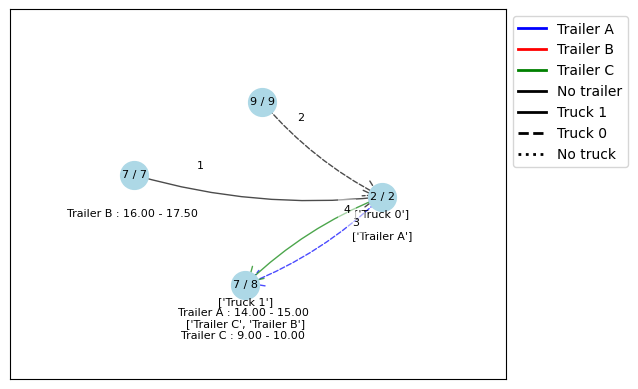 Trailer A
Trailer B
Trailer C
No trailer
Truck 1
Truck 0
No truck
9 / 9
2
1
7 / 7
2 / 2
Trailer B : 16.00 - 17.50
4
['Truck 0']
3
['Trailer A']
7 / 8
['Truck 1']
Trailer A : 14.00 - 15.00
['Trailer C', 'Trailer B']
Trailer C : 9.00 - 10.00